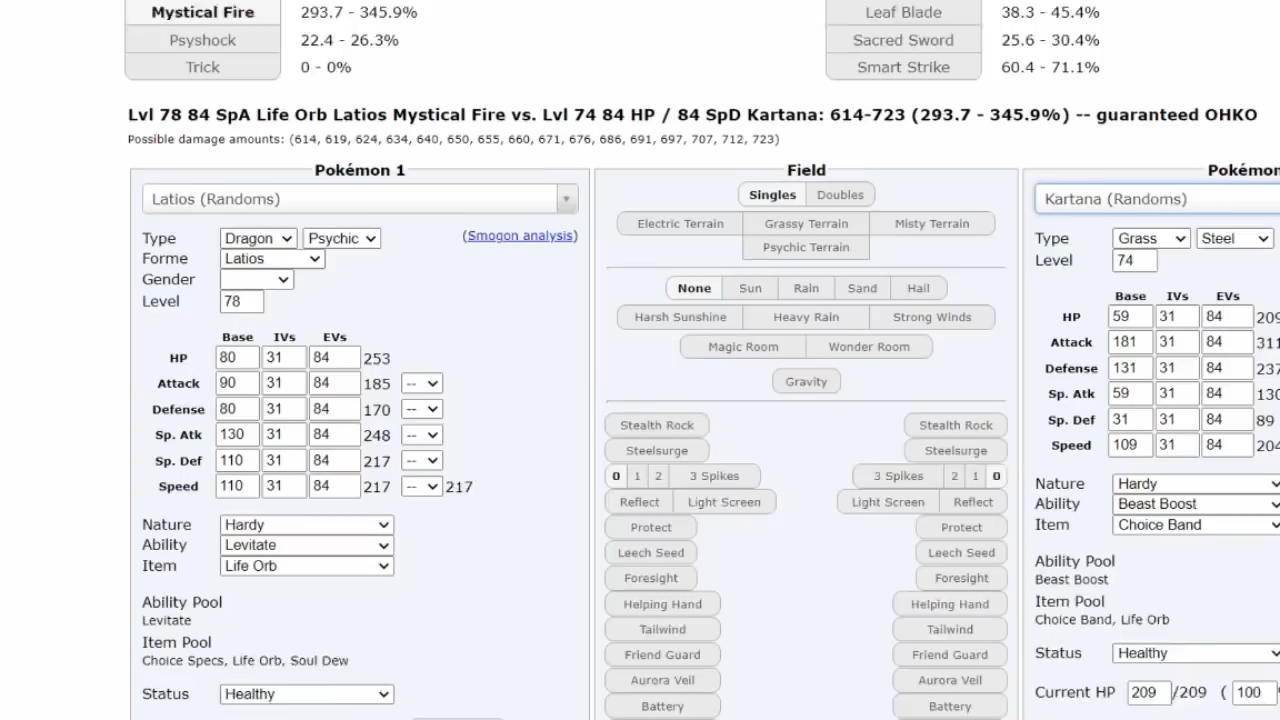 Mystical Fire 293.7 - 345.9% Leaf Blade 38.3 - 45.4%
Psyshock 22.4 - 26.3% Sacred Sword 25.6 - 30.4%
Trick 0 - 0% Smart Strike 60.4 - 71.1%
Lvl 78 84 SpA Life Orb Latios Mystical Fire vs. Lvl 74 84 HP / 84 SpD Kartana: 614-723 (293.7 - 345.9%) -- guaranteed OHKO
Possible damage amounts: (614, 619, 624, 634, 640, 650, 655, 660, 671, 676, 686, 691, 697, 707, 712, 723)
Pokémon 1
Latios (Randoms)
Type Dragon Psychic (Smogon analysis)
Forme Latios
Gender
Level 78
Base IVs EVs
HP 80 31 84 253
Attack 90 31 84 185 --
Defense 80 31 84 170 --
Sp. Atk 130 31 84 248 --
Sp. Def 110 31 84 217 --
Speed 110 31 84 217 -- 217
Nature Hardy
Ability Levitate
Item Life Orb
Ability Pool
Levitate
Item Pool
Choice Specs, Life Orb, Soul Dew
Status Healthy
Field
Singles Doubles
Electric Terrain Grassy Terrain Misty Terrain
Psychic Terrain
None Sun Rain Sand Hail
Harsh Sunshine Heavy Rain Strong Winds
Magic Room Wonder Room
Gravity
Stealth Rock Stealth Rock
Steelsurge Steelsurge
0 1 2 3 Spikes 3 Spikes 2 1 0
Reflect Light Screen Light Screen Reflect
Protect Protect
Leech Seed Leech Seed
Foresight Foresight
Helping Hand Helping Hand
Tailwind Tailwind
Friend Guard Friend Guard
Aurora Veil Aurora Veil
Battery Battery
Pokémon
Kartana (Randoms)
Type Grass Steel
Level 74
Base IVs EVs
HP 59 31 84 209
Attack 181 31 84 311
Defense 131 31 84 237
Sp. Atk 59 31 84 130
Sp. Def 31 31 84 89
Speed 109 31 84 204
Nature Hardy
Ability Beast Boost
Item Choice Band
Ability Pool
Beast Boost
Item Pool
Choice Band, Life Orb
Status Healthy
Current HP 209 /209 ( 100